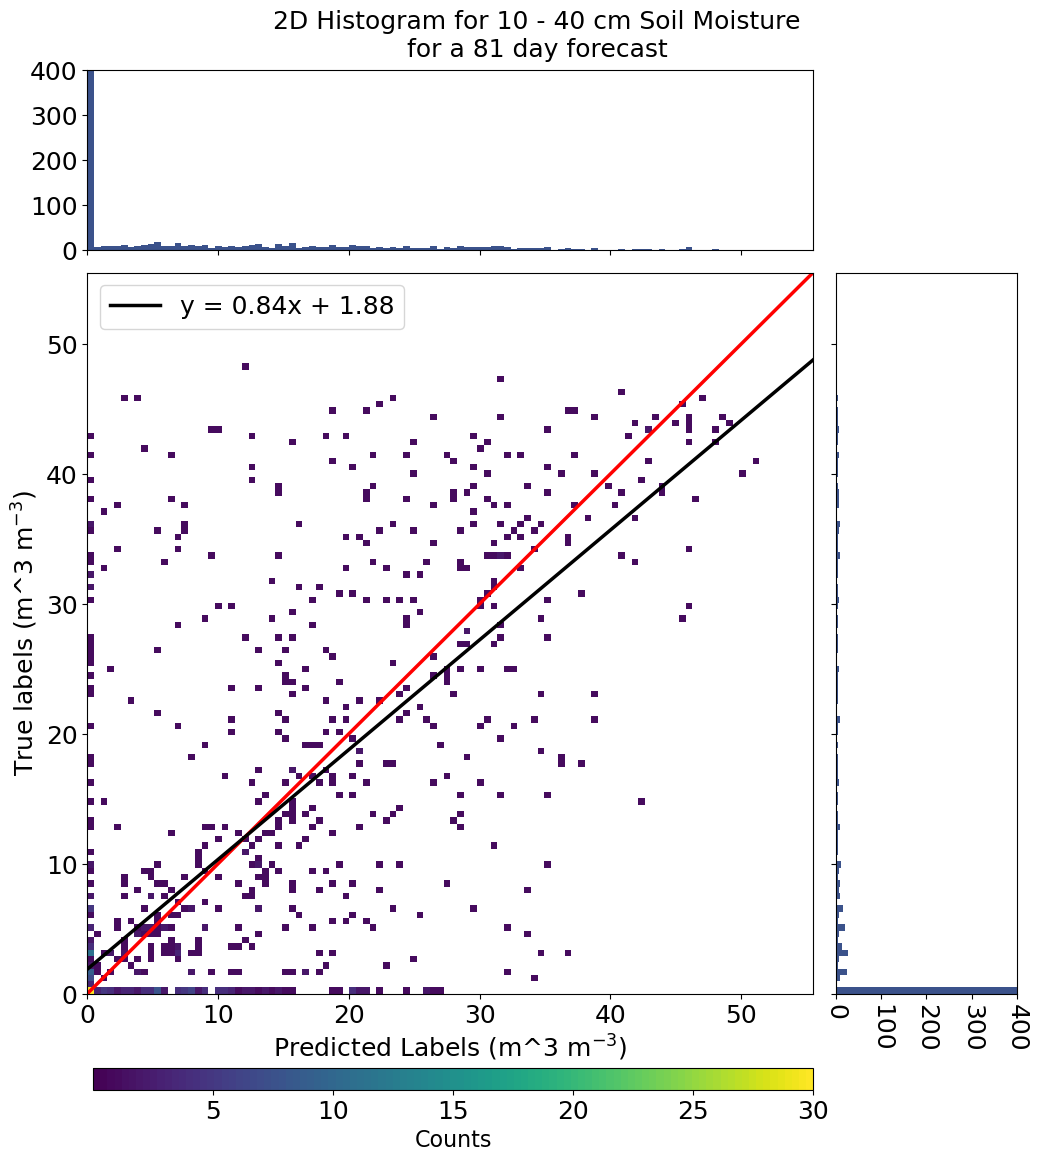 2D Histogram for 10 - 40 cm Soil Moisture
for a 81 day forecast
400
300
200
100
0
y = 0.84x + 1.88
50
40
30
20
10
0
True labels (m^3 m⁻³)
0 10 20 30 40 50
Predicted Labels (m^3 m⁻³)
0 100 200 300 400
5 10 15 20 25 30
Counts